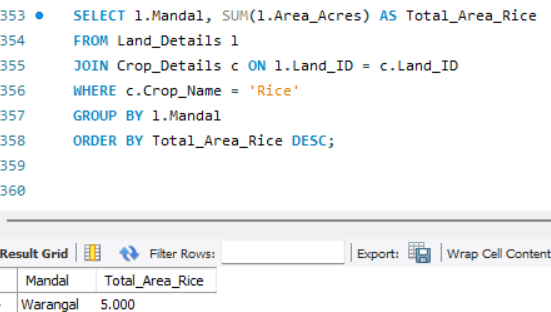 353 SELECT l.Mandal, SUM(l.Area_Acres) AS Total_Area_Rice
354 FROM Land_Details l
355 JOIN Crop_Details c ON l.Land_ID = c.Land_ID
356 WHERE c.Crop_Name = 'Rice'
357 GROUP BY l.Mandal
358 ORDER BY Total_Area_Rice DESC;
359
360
Result Grid Filter Rows: Export: Wrap Cell Content
Mandal Total_Area_Rice
Warangal 5.000